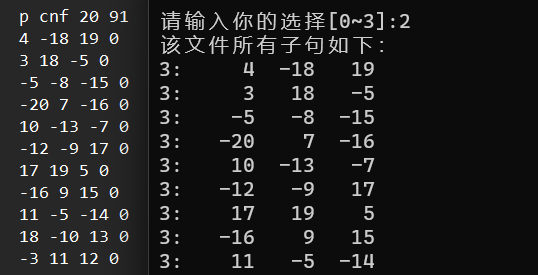 p cnf 20 91
4 -18 19 0
3 18 -5 0
-5 -8 -15 0
-20 7 -16 0
10 -13 -7 0
-12 -9 17 0
17 19 5 0
-16 9 15 0
11 -5 -14 0
18 -10 13 0
-3 11 12 0
请输入你的选择[0~3]:2
该文件所有子句如下:
3: 4 -18 19
3: 3 18 -5
3: -5 -8 -15
3: -20 7 -16
3: 10 -13 -7
3: -12 -9 17
3: 17 19 5
3: -16 9 15
3: 11 -5 -14